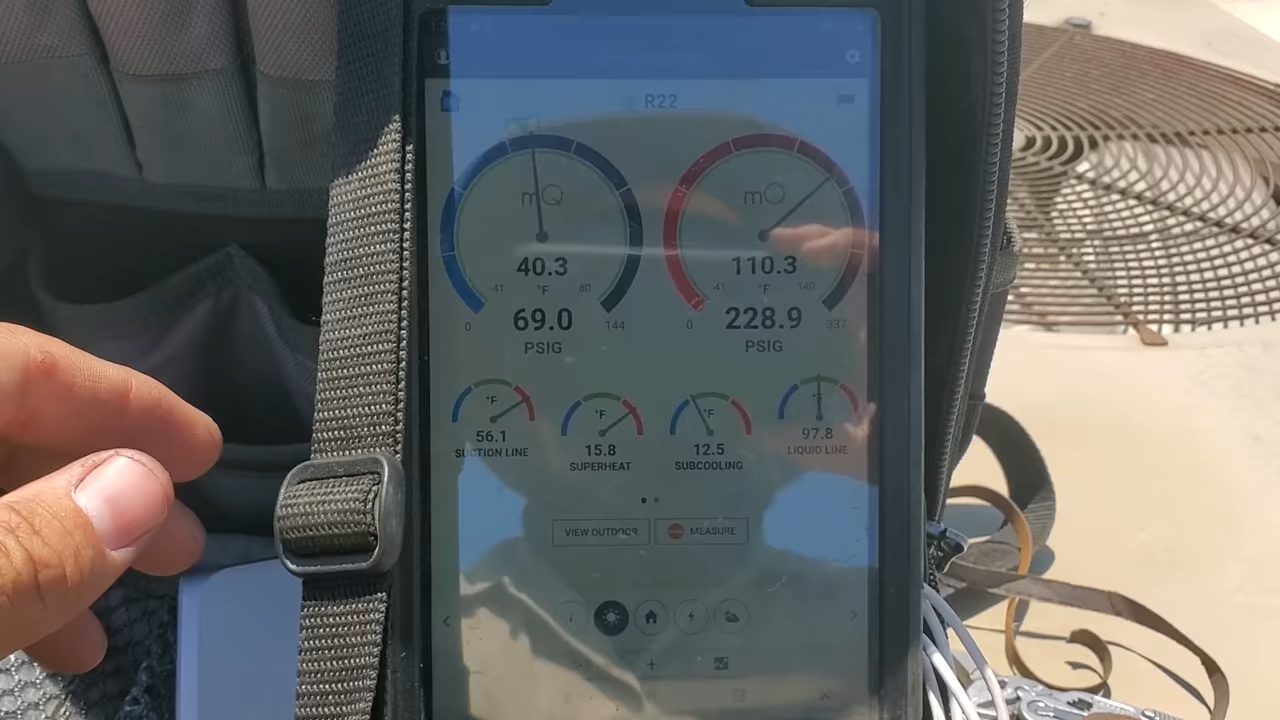 R22
mQ
mQ
40.3
110.3
-41 °F 80
-41 °F 140
0 69.0 144
0 228.9 337
PSIG
PSIG
°F
°F
°F
°F
56.1
SUCTION LINE
15.8
SUPERHEAT
12.5
SUBCOOLING
97.8
LIQUID LINE
VIEW OUTDOOR
MEASURE